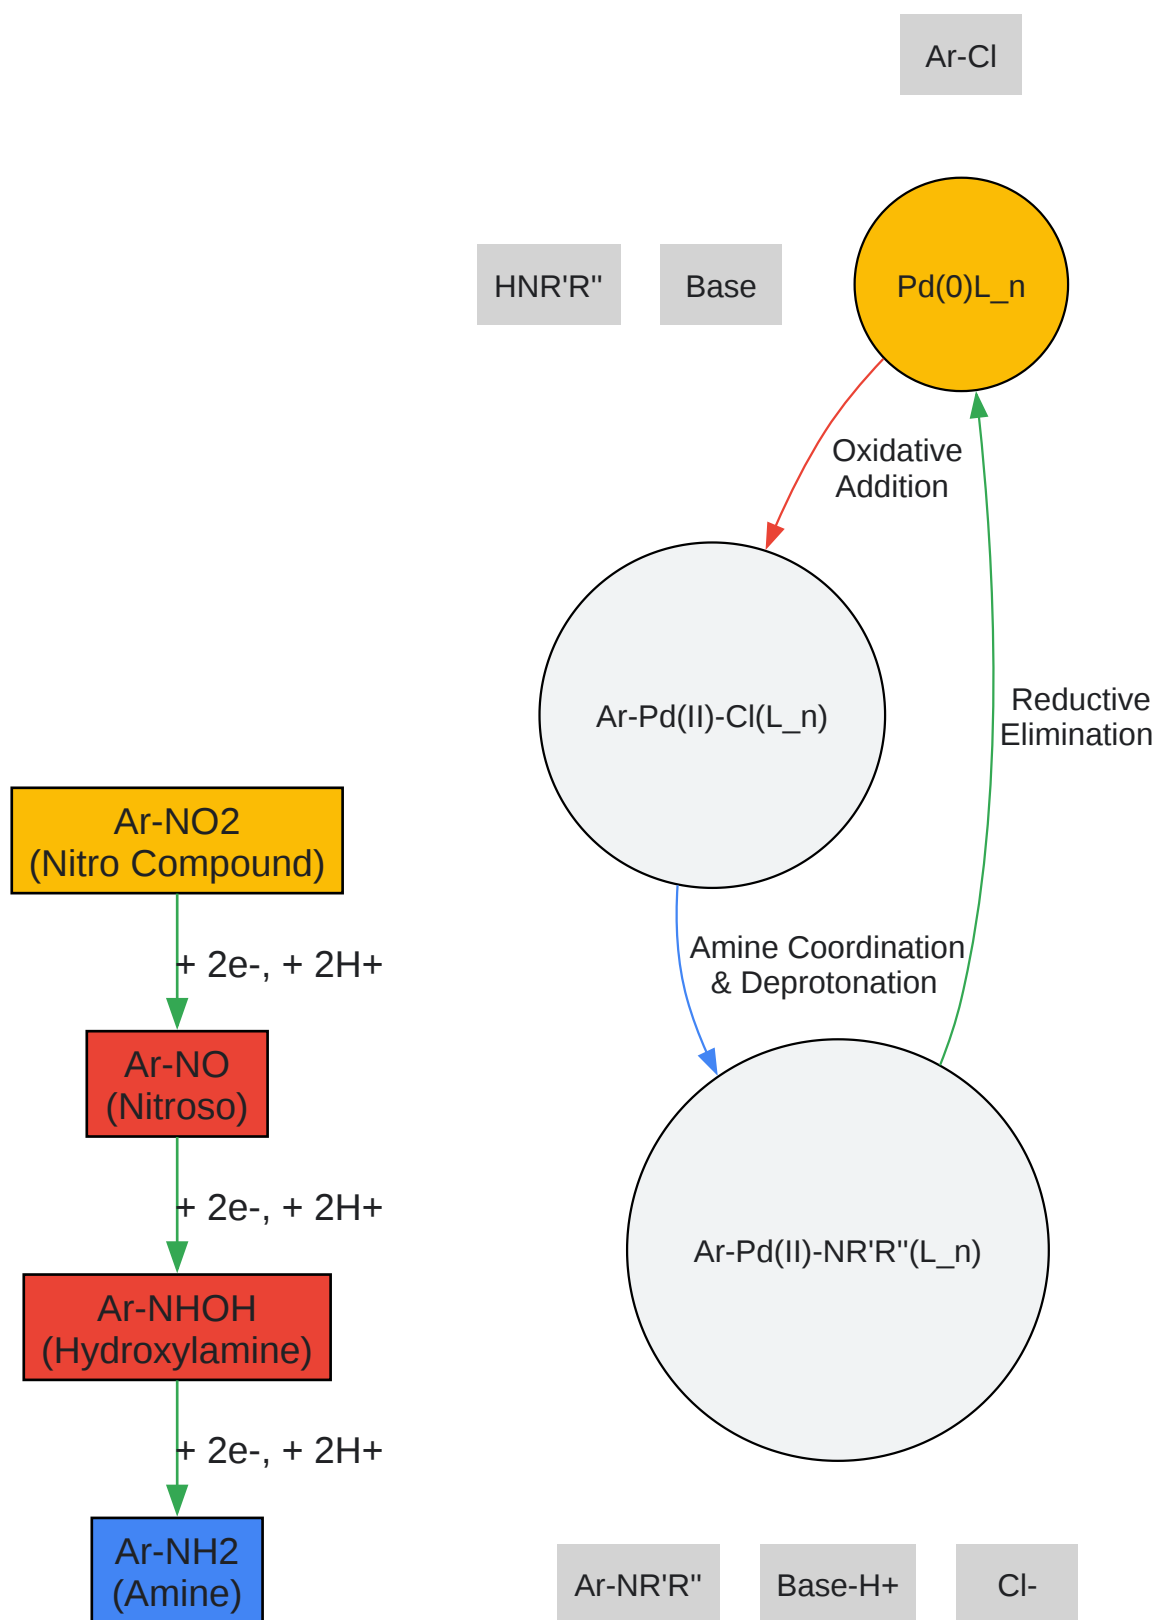 Ar-Cl
HNR'R"
Base
Pd(0)L_n
Oxidative
Addition
Ar-Pd(II)-Cl(L_n)
Reductive
Elimination
Amine Coordination
& Deprotonation
Ar-Pd(II)-NR'R"(L_n)
Ar-NR'R"
Base-H+
Cl-
Ar-NO2
(Nitro Compound)
+ 2e-, + 2H+
Ar-NO
(Nitroso)
+ 2e-, + 2H+
Ar-NHOH
(Hydroxylamine)
+ 2e-, + 2H+
Ar-NH2
(Amine)